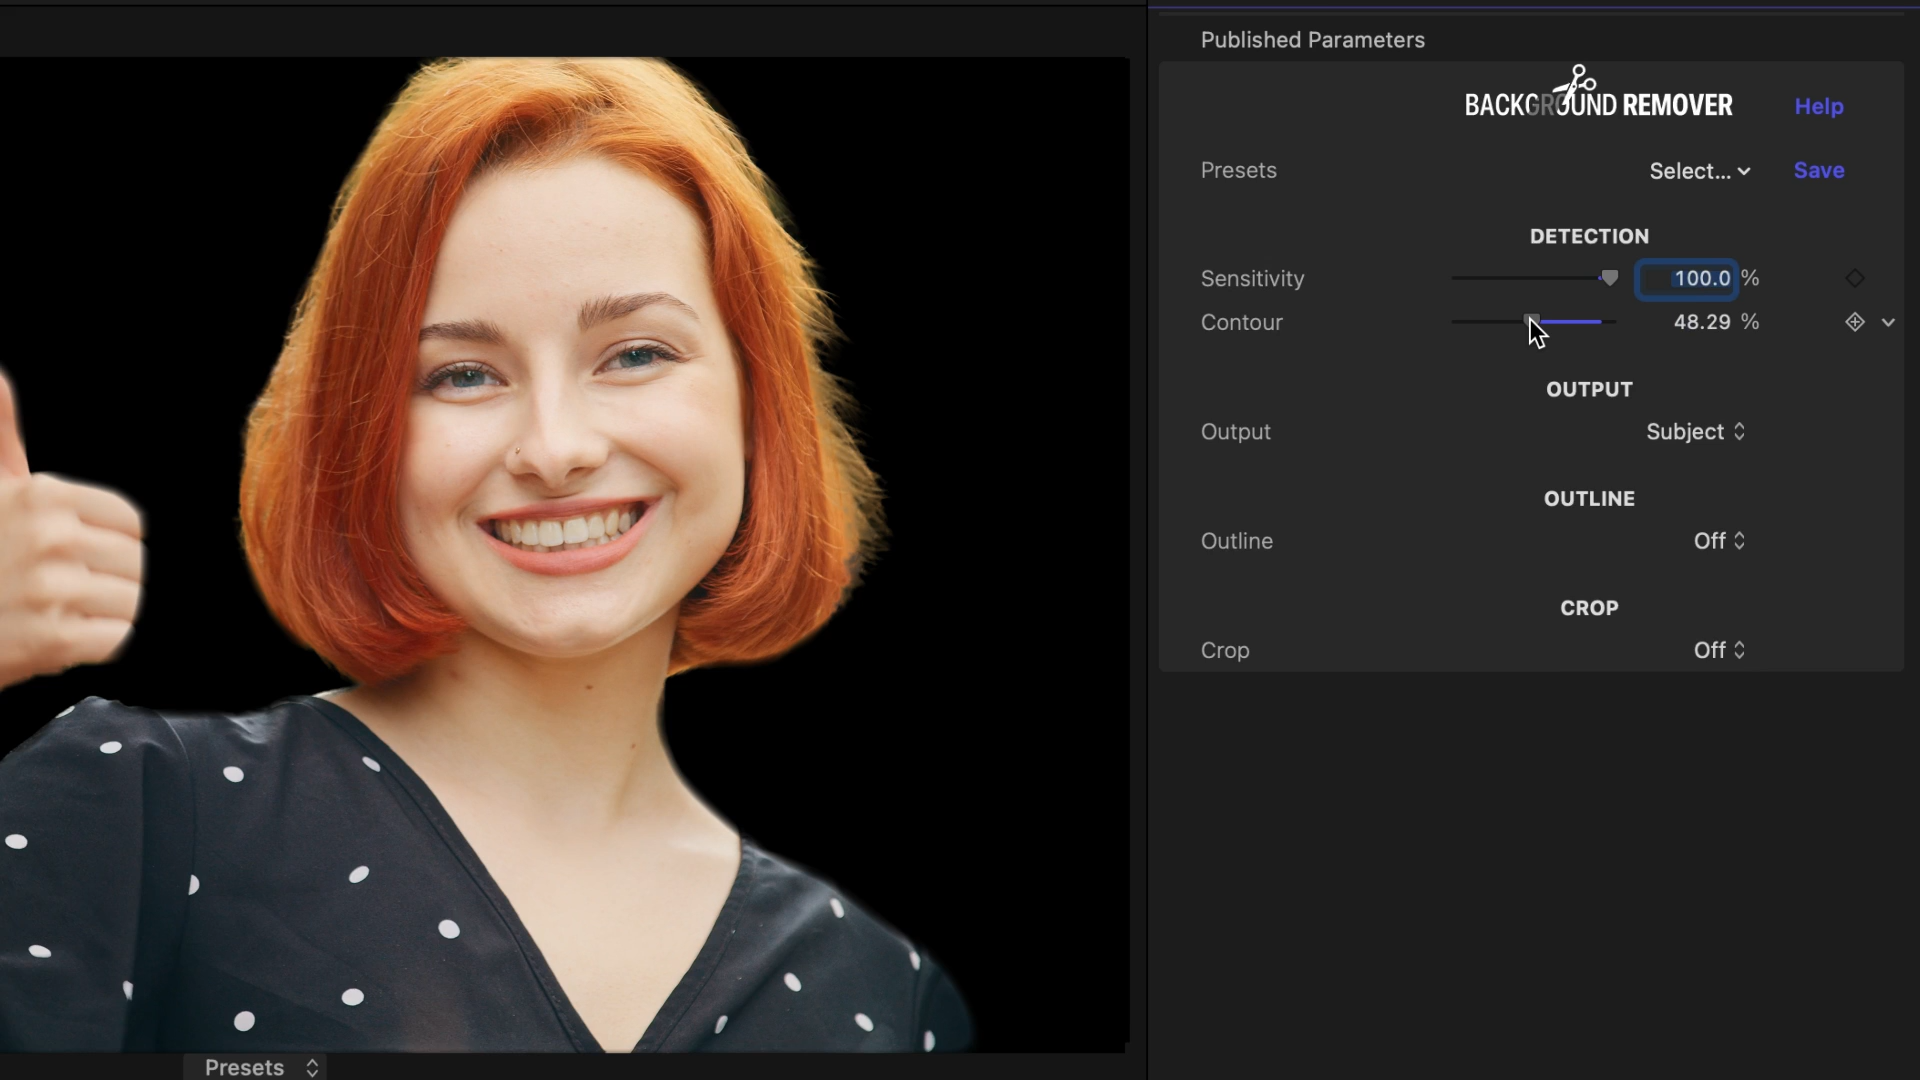 Published Parameters
BACKGROUND REMOVER
Help
Presets
Select...
Save
DETECTION
Sensitivity
100.0 %
Contour
48.29 %
OUTPUT
Output
Subject
OUTLINE
Outline
Off
CROP
Crop
Off
Presets